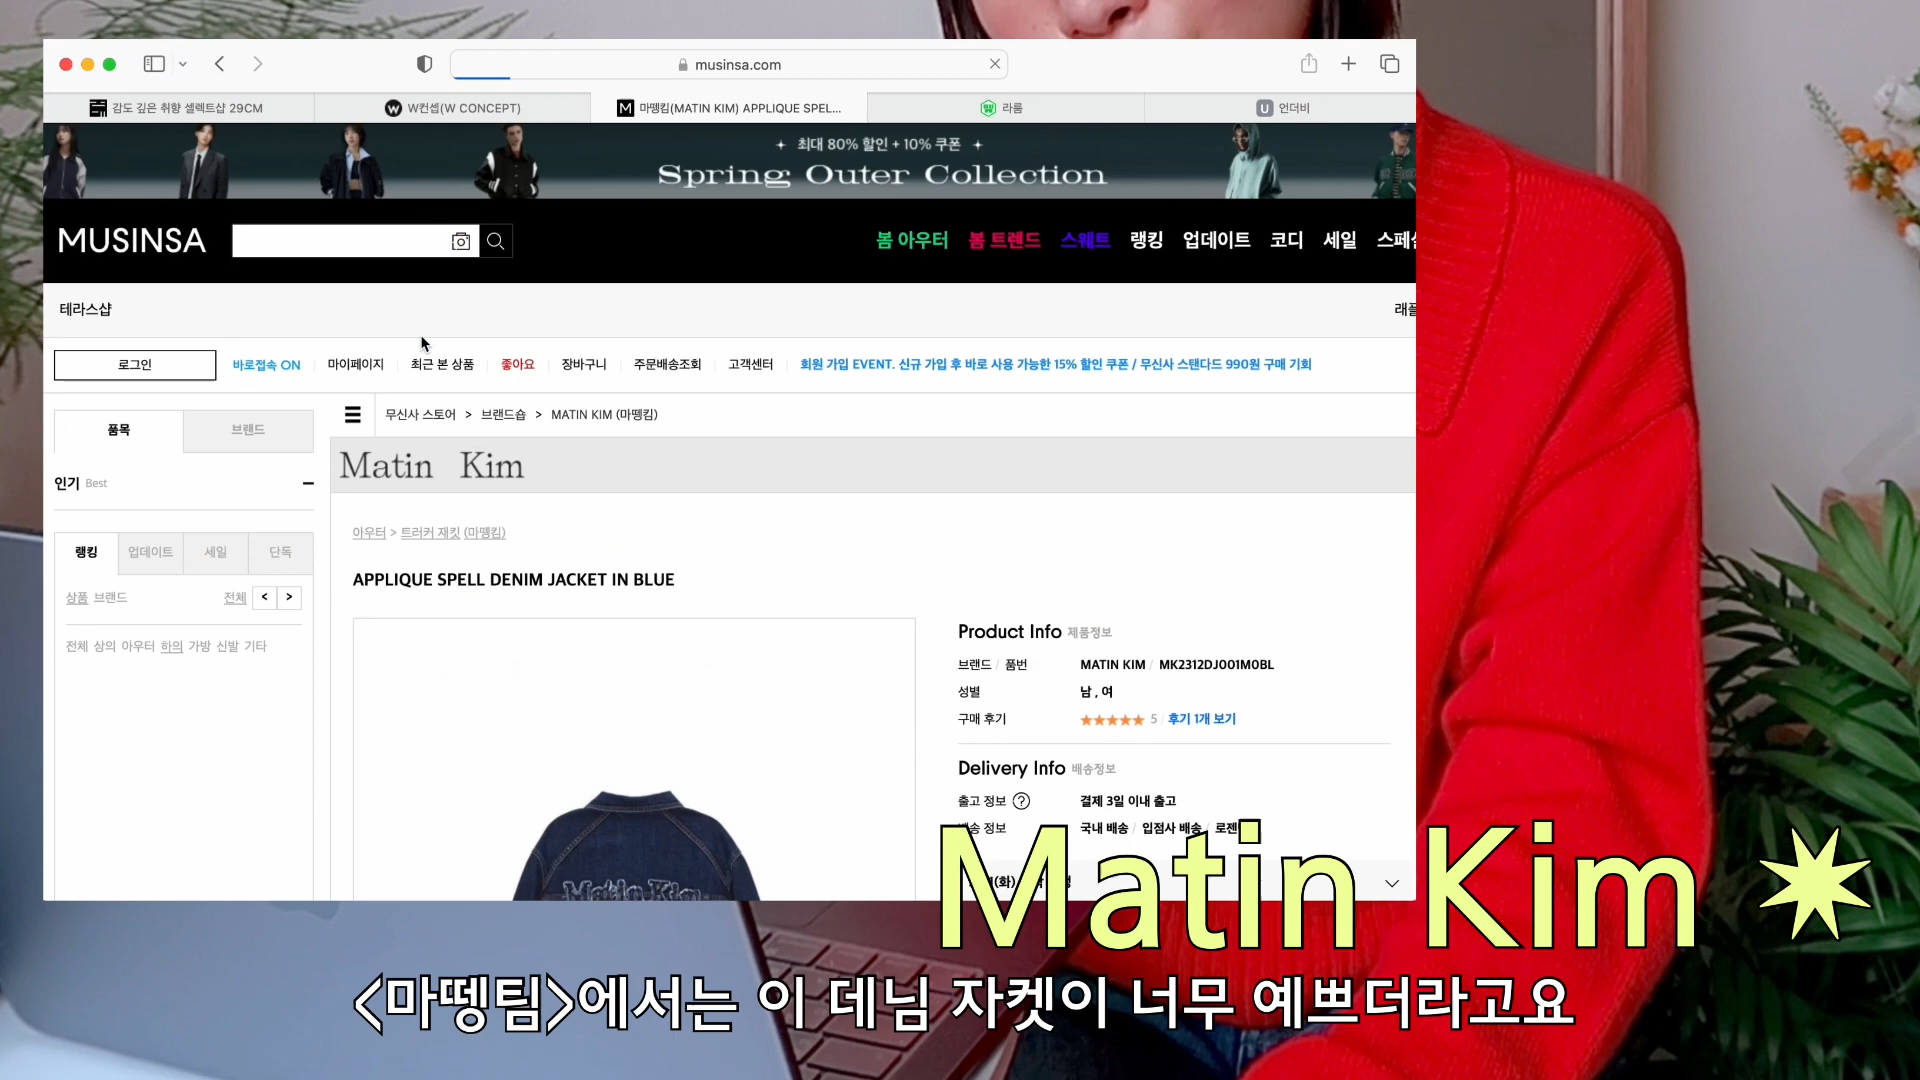 musinsa.com
감도 깊은 취향 셀렉트샵 29CM
W컨셉(W CONCEPT)
마뗑킴(MATIN KIM) APPLIQUE SPEL...
라룸
언더비
최대 80% 할인 + 10% 쿠폰
Spring Outer Collection
MUSINSA
봄 아우터 봄 트렌드 스웨트 랭킹 업데이트 코디 세일
테라스샵
로그인 바로접속 ON 마이페이지 최근 본 상품 좋아요 장바구니 주문배송조회 고객센터 회원 가입 EVENT. 신규 가입 후 바로 사용 가능한 15% 할인 쿠폰 / 무신사 스탠다드 990원 구매 기회
품목 브랜드
무신사 스토어 > 브랜드숍 > MATIN KIM (마뗑킴)
Matin Kim
인기 Best
아우터 > 트러커 재킷 (마뗑킴)
랭킹 업데이트 세일 단독
APPLIQUE SPELL DENIM JACKET IN BLUE
상품 브랜드 전체 < >
전체 상의 아우터 하의 가방 신발 기타
Product Info 제품정보
브랜드 / 품번 MATIN KIM / MK2312DJ001M0BL
성별 남, 여
구매 후기 ★★★★★ 5 / 후기 1개 보기
Delivery Info 배송정보
출고 정보 ? 결제 3일 이내 출고
정보 국내 배송 / 입점사 배송 /
Matin Kim
Matin Kim
<마뗑팀>에서는 이 데님 자켓이 너무 예쁘더라고요